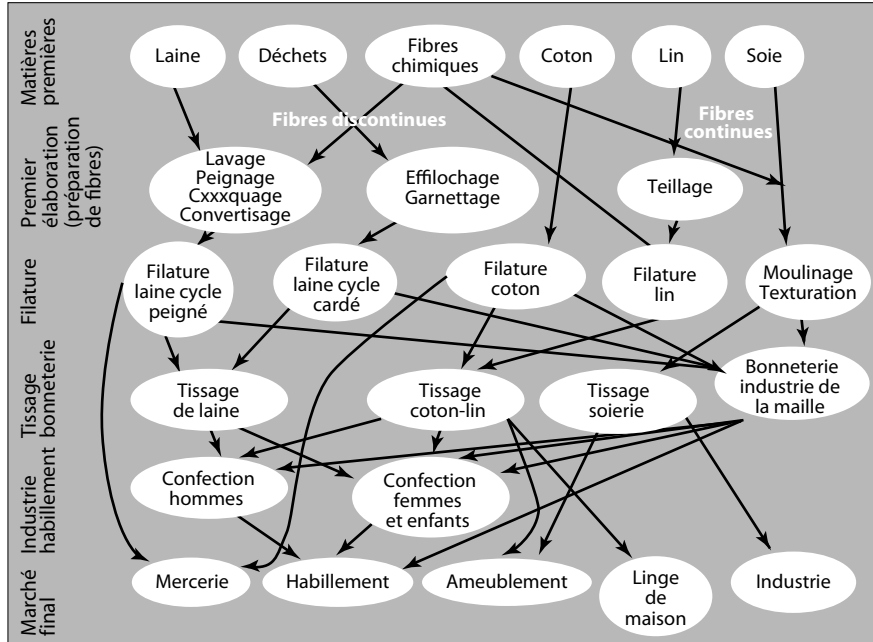 Matières
premières
Laine
Déchets
Fibres
chimiques
Coton
Lin
Soie
Fibres discontinues
Fibres
continues
Premier
élaboration
(préparation
de fibres)
Lavage
Peignage
Cxxxquage
Convertisage
Effilochage
Garnettage
Teillage
Filature
Filature
laine cycle
peigné
Filature
laine cycle
cardé
Filature
coton
Filature
lin
Moulinage
Texturation
Tissage
bonneterie
Tissage
de laine
Tissage
coton-lin
Tissage
soierie
Bonneterie
industrie de
la maille
Industrie
habillement
Confection
hommes
Confection
femmes
et enfants
Marché
final
Mercerie
Habillement
Ameublement
Linge
de
maison
Industrie